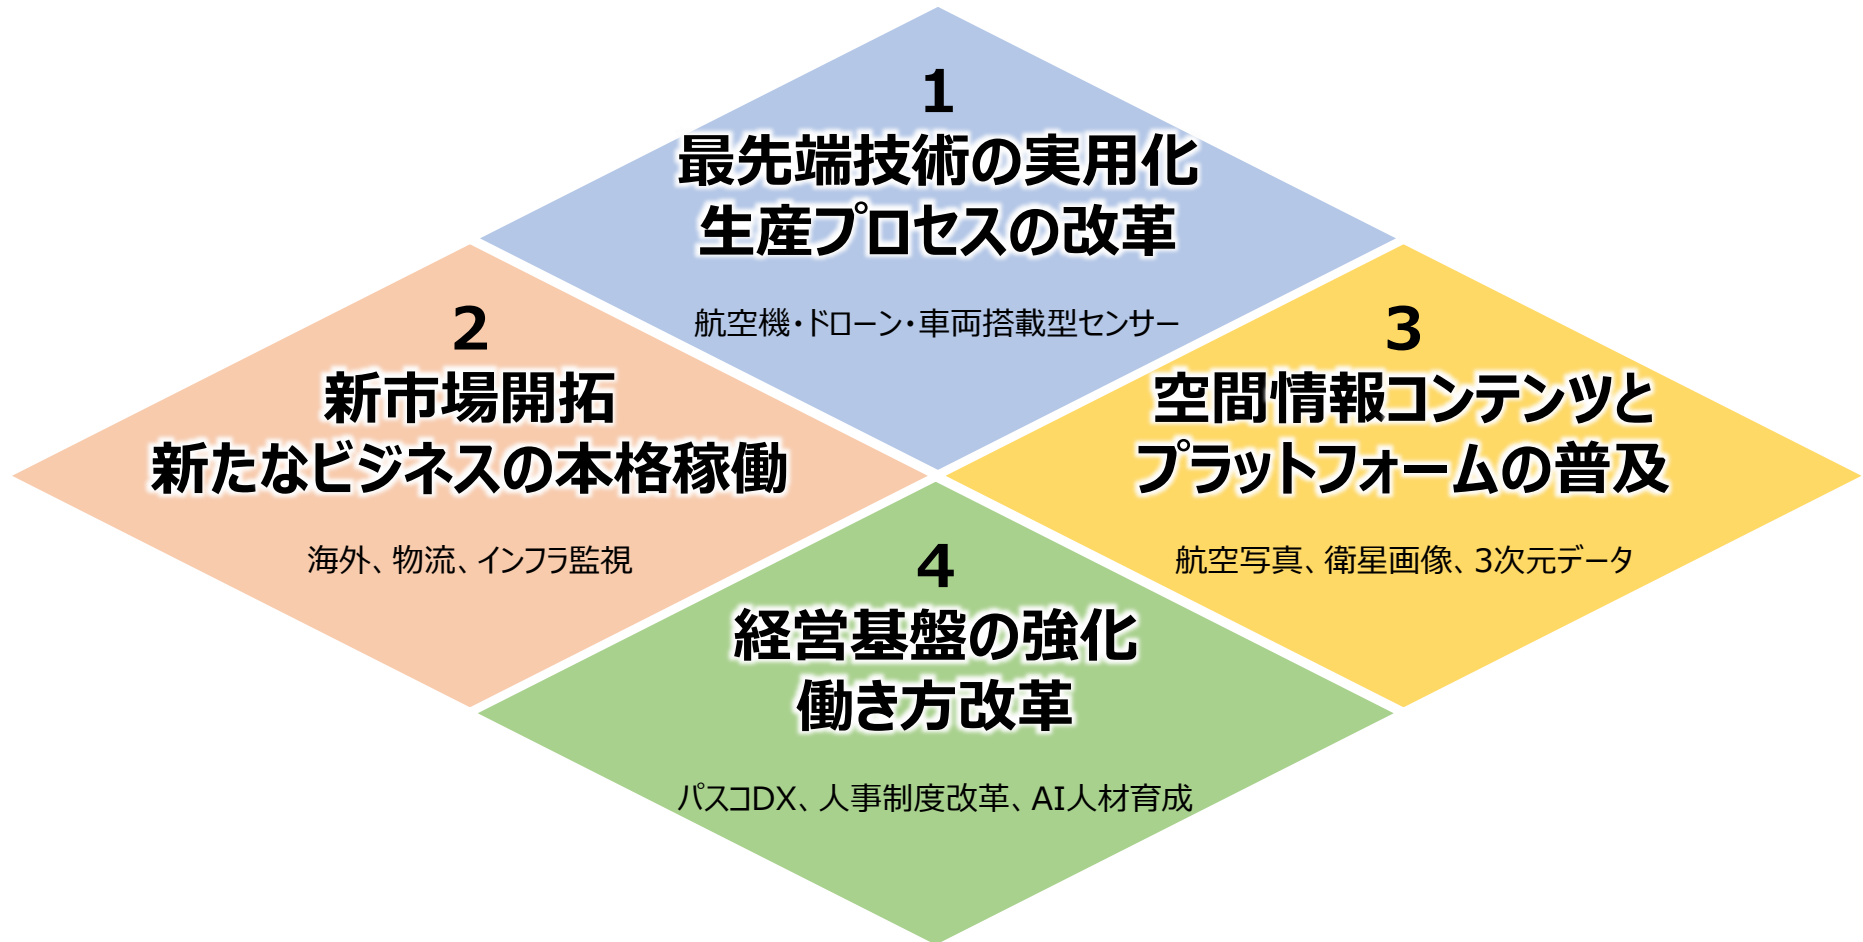 1
最先端技術の実用化
生産プロセスの改革
航空機・ドローン・車両搭載型センサー
2
新市場開拓
新たなビジネスの本格稼働
海外、物流、インフラ監視
3
空間情報コンテンツと
プラットフォームの普及
航空写真、衛星画像、3次元データ
4
経営基盤の強化
働き方改革
パスコDX、人事制度改革、AI人材育成